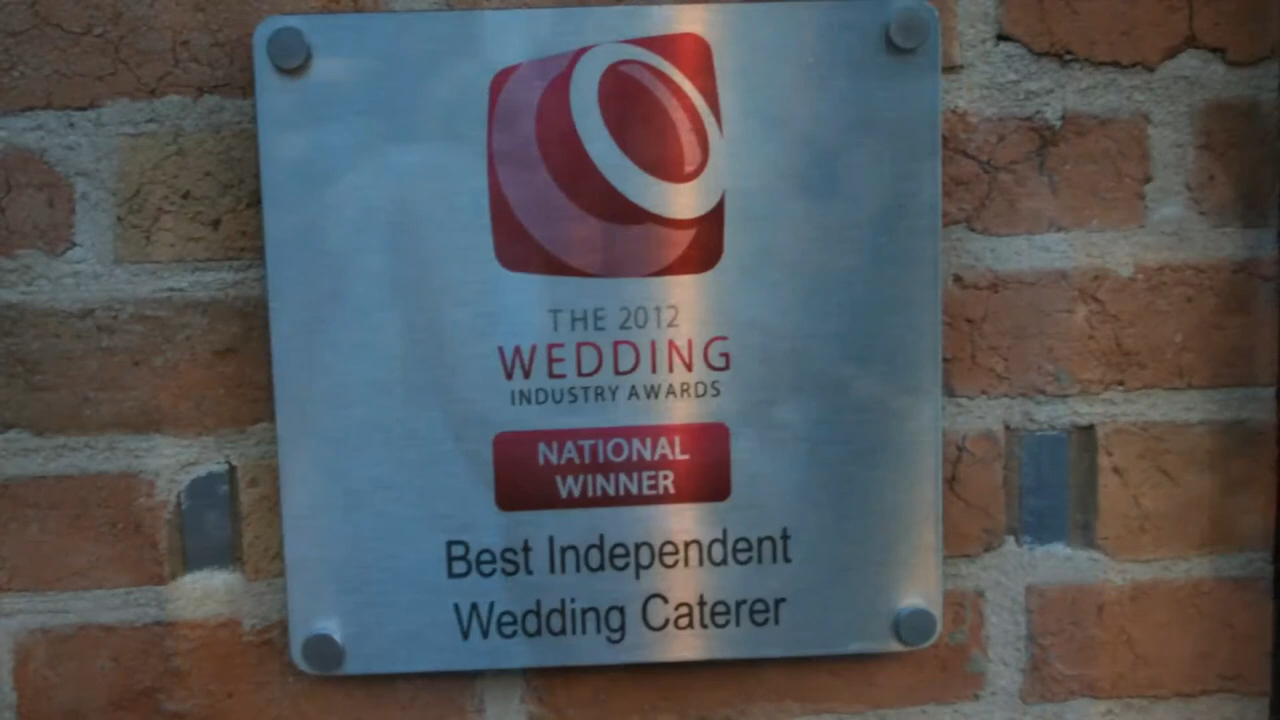 THE 2012
WEDDING
INDUSTRY AWARDS
NATIONAL
WINNER
Best Independent
Wedding Caterer